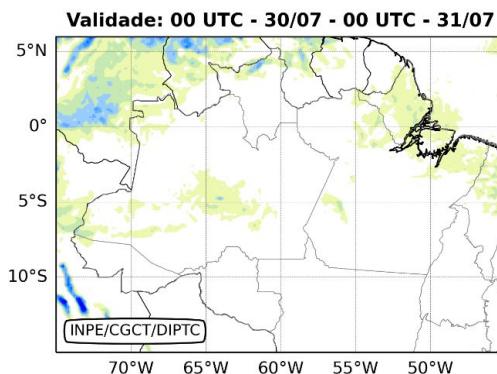 Validade: 00 UTC - 30/07 - 00 UTC - 31/07
5°N
0°
5°S
10°S
INPE/CGCT/DIPTC
70°W 65°W 60°W 55°W 50°W